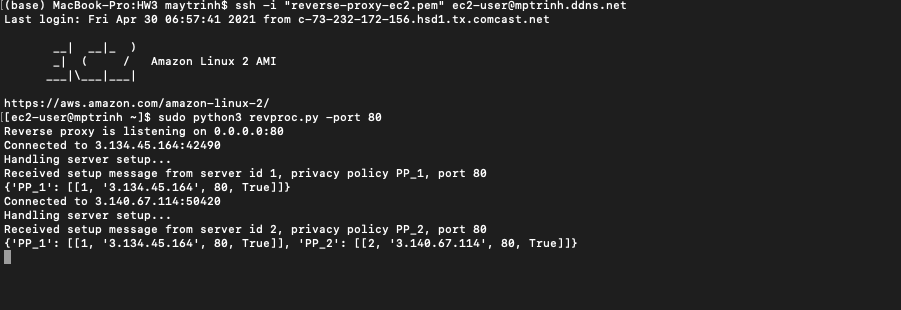 (base) MacBook-Pro:HW3 maytrinh$ ssh -i "reverse-proxy-ec2.pem" ec2-user@mptrinh.ddns.net
Last login: Fri Apr 30 06:57:41 2021 from c-73-232-172-156.hsd1.tx.comcast.net
       __|  __|_  )
       _|  (     /   Amazon Linux 2 AMI
      ___|\___|___|
https://aws.amazon.com/amazon-linux-2/
[[ec2-user@mptrinh ~]$ sudo python3 revproc.py -port 80
Reverse proxy is listening on 0.0.0.0:80
Connected to 3.134.45.164:42490
Handling server setup...
Received setup message from server id 1, privacy policy PP_1, port 80
{'PP_1': [[1, '3.134.45.164', 80, True]]}
Connected to 3.140.67.114:50420
Handling server setup...
Received setup message from server id 2, privacy policy PP_2, port 80
{'PP_1': [[1, '3.134.45.164', 80, True]], 'PP_2': [[2, '3.140.67.114', 80, True]]}